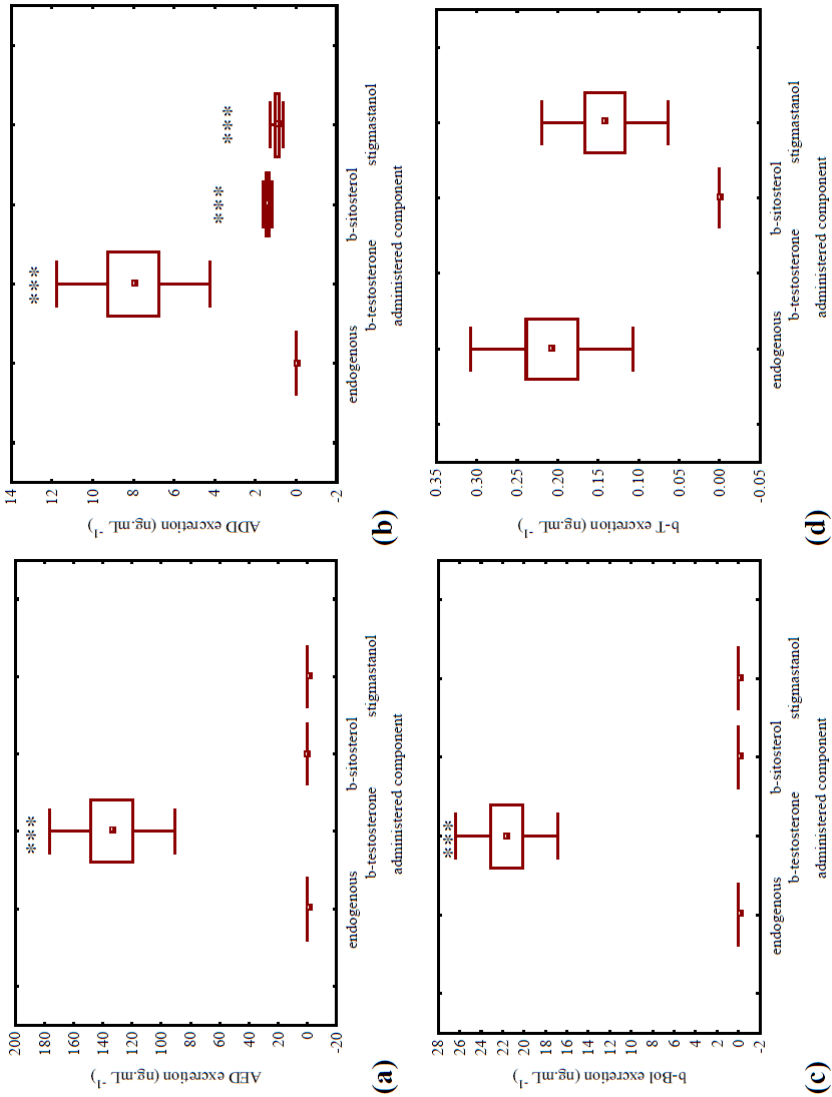 200
180
160
140
120
100
80
60
40
20
0
-20
AED excretion (ng.mL⁻¹)
***
endogenous
b-testosterone
b-sitosterol
stigmastanol
administered component
(a)
14
12
10
8
6
4
2
0
-2
ADD excretion (ng.mL⁻¹)
***
***
***
endogenous
b-testosterone
b-sitosterol
stigmastanol
administered component
(b)
28
26
24
22
20
18
16
14
12
10
8
6
4
2
0
-2
b-Bol excretion (ng.mL⁻¹)
***
endogenous
b-testosterone
b-sitosterol
stigmastanol
administered component
(c)
0.35
0.30
0.25
0.20
0.15
0.10
0.05
0.00
-0.05
b-T excretion (ng.mL⁻¹)
endogenous
b-testosterone
b-sitosterol
stigmastanol
administered component
(d)